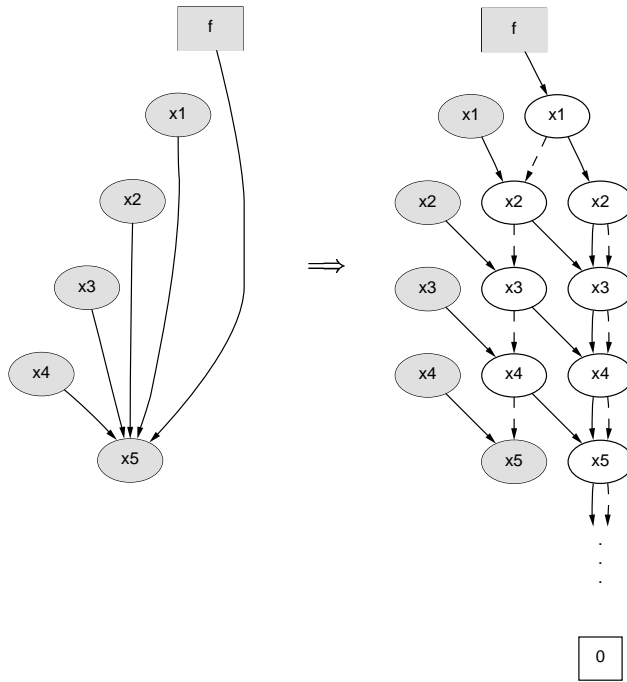 f
x1
x2
x3
x4
x5
⟹
f
x1 x1
x2 x2 x2
x3 x3 x3
x4 x4 x4
x5 x5
.
.
.
0